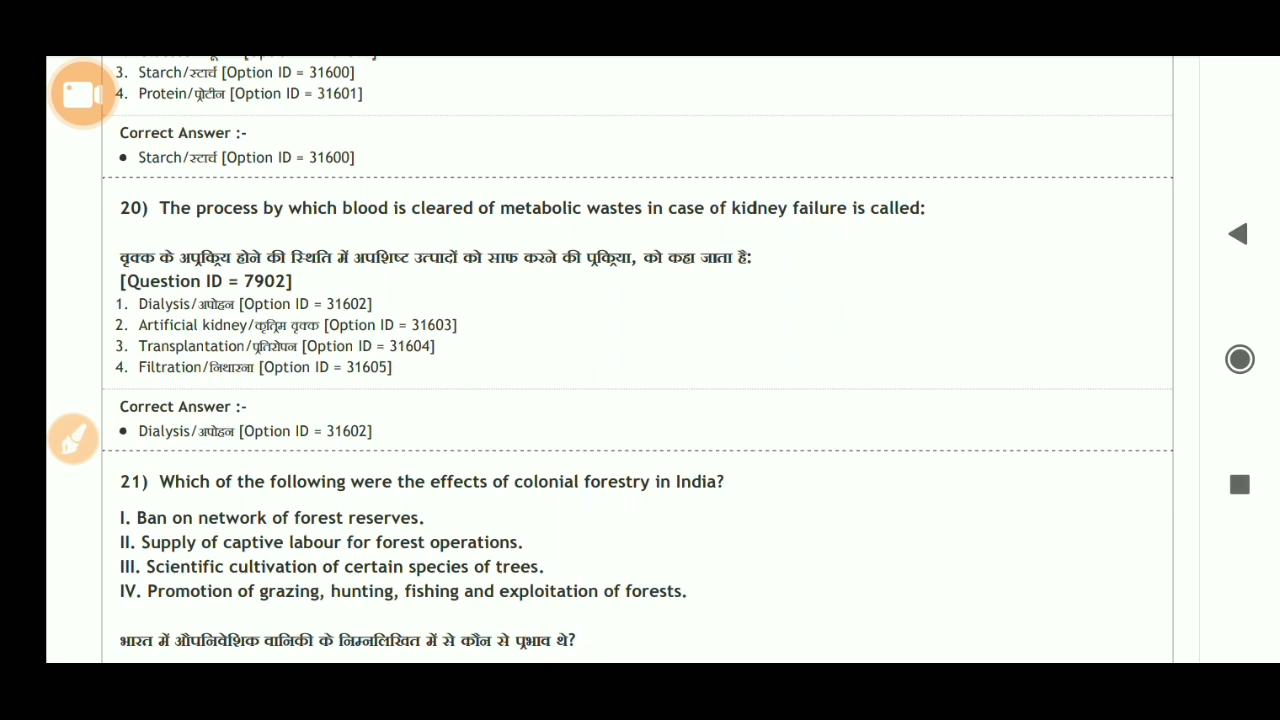 3. Starch/स्टार्च [Option ID = 31600]
4. Protein/प्रोटीन [Option ID = 31601]
Correct Answer :-
• Starch/स्टार्च [Option ID = 31600]
20) The process by which blood is cleared of metabolic wastes in case of kidney failure is called:
वृक्क के अपक्रिय होने की स्थिति में अपशिष्ट उत्पादों को साफ करने की प्रक्रिया, को कहा जाता है:
[Question ID = 7902]
1. Dialysis/अपोहन [Option ID = 31602]
2. Artificial kidney/कृत्रिम वृक्क [Option ID = 31603]
3. Transplantation/प्रतिरोपन [Option ID = 31604]
4. Filtration/निथारना [Option ID = 31605]
Correct Answer :-
• Dialysis/अपोहन [Option ID = 31602]
21) Which of the following were the effects of colonial forestry in India?
I. Ban on network of forest reserves.
II. Supply of captive labour for forest operations.
III. Scientific cultivation of certain species of trees.
IV. Promotion of grazing, hunting, fishing and exploitation of forests.
भारत में औपनिवेशिक वानिकी के निम्नलिखित में से कौन से प्रभाव थे?